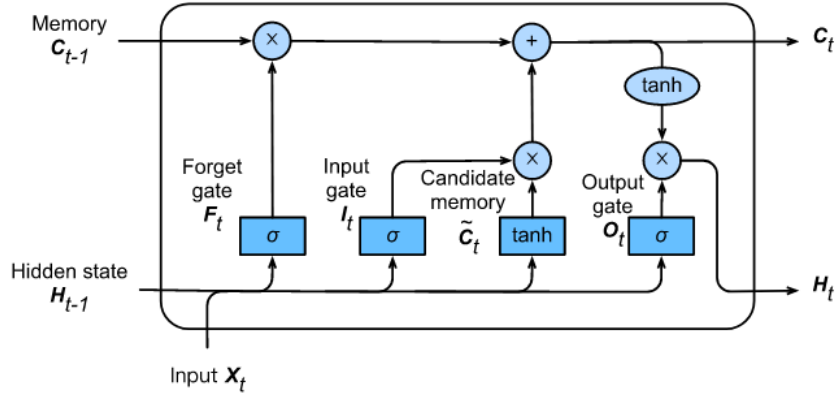 Memory
C_{t-1}
×
+
C_t
tanh
Forget
gate
F_t
Input
gate
I_t
Candidate
memory
C̃_t
×
Output
gate
O_t
×
σ
σ
tanh
σ
Hidden state
H_{t-1}
H_t
Input X_t